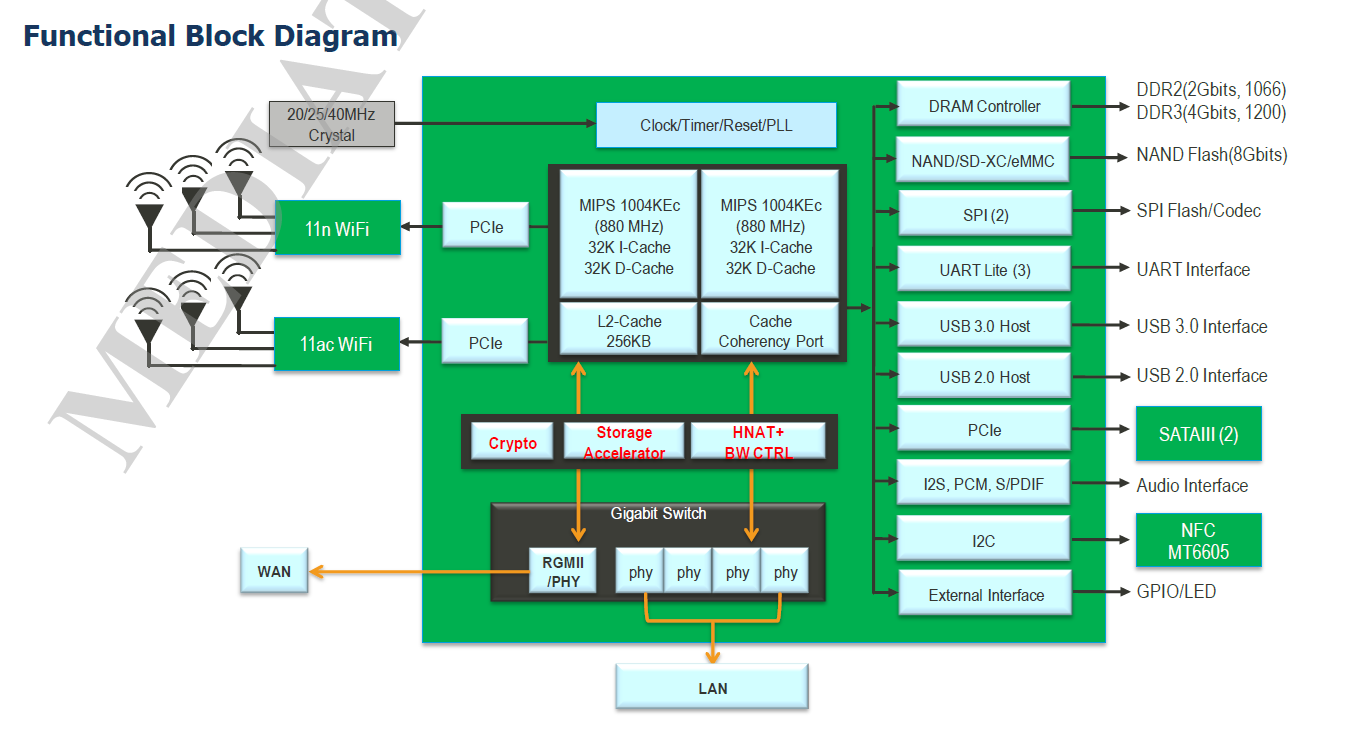 Functional Block Diagram
MEDIAT
20/25/40MHz
Crystal
Clock/Timer/Reset/PLL
11n WiFi
PCIe
11ac WiFi
PCIe
MIPS 1004KEc
(880 MHz)
32K I-Cache
32K D-Cache
MIPS 1004KEc
(880 MHz)
32K I-Cache
32K D-Cache
L2-Cache
256KB
Cache
Coherency Port
Crypto
Storage
Accelerator
HNAT+
BW CTRL
Gigabit Switch
RGMII
/PHY
phy
phy
phy
phy
WAN
LAN
DRAM Controller
DDR2(2Gbits, 1066)
DDR3(4Gbits, 1200)
NAND/SD-XC/eMMC
NAND Flash(8Gbits)
SPI (2)
SPI Flash/Codec
UART Lite (3)
UART Interface
USB 3.0 Host
USB 3.0 Interface
USB 2.0 Host
USB 2.0 Interface
PCIe
SATAIII (2)
I2S, PCM, S/PDIF
Audio Interface
I2C
NFC
MT6605
External Interface
GPIO/LED